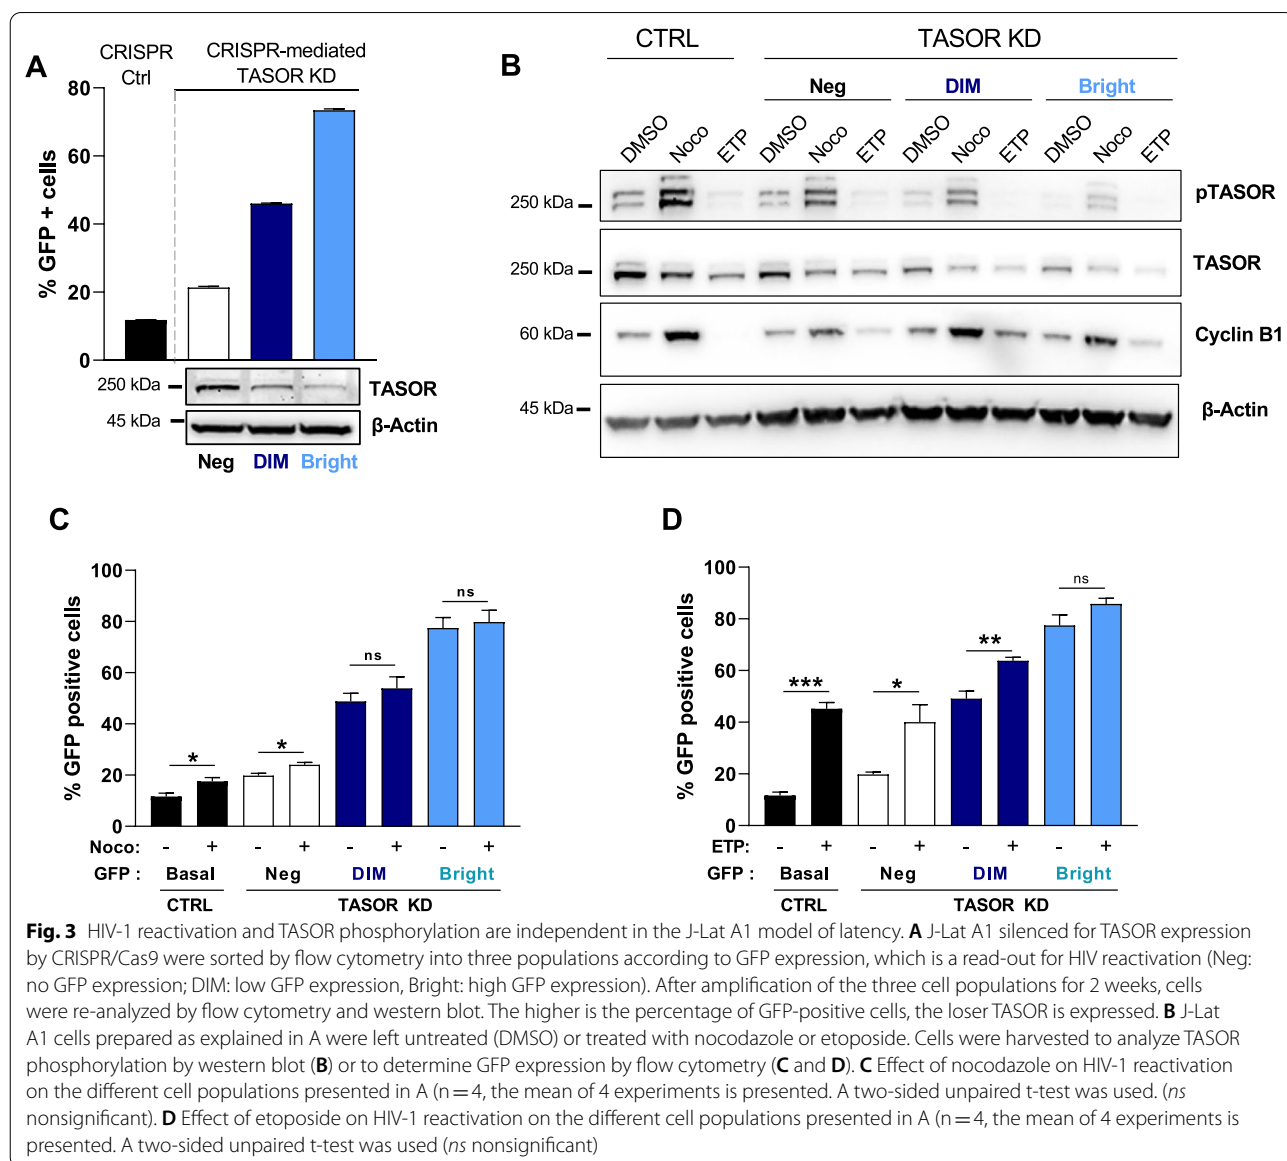 A
CRISPR Ctrl
CRISPR-mediated TASOR KD
% GFP + cells
80
60
40
20
0
250 kDa
TASOR
45 kDa
β-Actin
Neg DIM Bright
B
CTRL TASOR KD
Neg DIM Bright
DMSO Noco ETP DMSO Noco ETP DMSO Noco ETP DMSO Noco ETP
250 kDa pTASOR
250 kDa TASOR
60 kDa Cyclin B1
45 kDa β-Actin
C
% GFP positive cells
100
80
60
40
20
0
* * ns ns
Noco: - + - + - + - +
GFP : Basal Neg DIM Bright
CTRL TASOR KD
D
% GFP positive cells
100
80
60
40
20
0
*** * ** ns
ETP: - + - + - + - +
GFP : Basal Neg DIM Bright
CTRL TASOR KD
Fig. 3 HIV-1 reactivation and TASOR phosphorylation are independent in the J-Lat A1 model of latency. A J-Lat A1 silenced for TASOR expression
by CRISPR/Cas9 were sorted by flow cytometry into three populations according to GFP expression, which is a read-out for HIV reactivation (Neg:
no GFP expression; DIM: low GFP expression, Bright: high GFP expression). After amplification of the three cell populations for 2 weeks, cells
were re-analyzed by flow cytometry and western blot. The higher is the percentage of GFP-positive cells, the loser TASOR is expressed. B J-Lat
A1 cells prepared as explained in A were left untreated (DMSO) or treated with nocodazole or etoposide. Cells were harvested to analyze TASOR
phosphorylation by western blot (B) or to determine GFP expression by flow cytometry (C and D). C Effect of nocodazole on HIV-1 reactivation
on the different cell populations presented in A (n = 4, the mean of 4 experiments is presented. A two-sided unpaired t-test was used. (ns
nonsignificant). D Effect of etoposide on HIV-1 reactivation on the different cell populations presented in A (n = 4, the mean of 4 experiments is
presented. A two-sided unpaired t-test was used (ns nonsignificant)